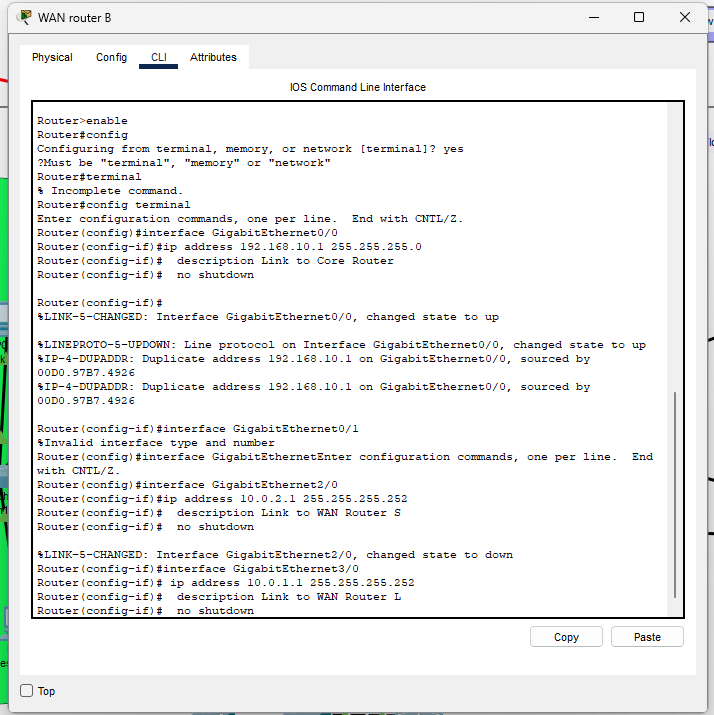 WAN router B
Physical Config CLI Attributes
IOS Command Line Interface
Router>enable
Router#config
Configuring from terminal, memory, or network [terminal]? yes
?Must be "terminal", "memory" or "network"
Router#terminal
% Incomplete command.
Router#config terminal
Enter configuration commands, one per line.  End with CNTL/Z.
Router(config)#interface GigabitEthernet0/0
Router(config-if)#ip address 192.168.10.1 255.255.255.0
Router(config-if)#  description Link to Core Router
Router(config-if)#  no shutdown
Router(config-if)#
%LINK-5-CHANGED: Interface GigabitEthernet0/0, changed state to up
%LINEPROTO-5-UPDOWN: Line protocol on Interface GigabitEthernet0/0, changed state to up
%IP-4-DUPADDR: Duplicate address 192.168.10.1 on GigabitEthernet0/0, sourced by
00D0.97B7.4926
%IP-4-DUPADDR: Duplicate address 192.168.10.1 on GigabitEthernet0/0, sourced by
00D0.97B7.4926
Router(config-if)#interface GigabitEthernet0/1
%Invalid interface type and number
Router(config)#interface GigabitEthernetEnter configuration commands, one per line.  End
with CNTL/Z.
Router(config)#interface GigabitEthernet2/0
Router(config-if)#ip address 10.0.2.1 255.255.255.252
Router(config-if)#  description Link to WAN Router S
Router(config-if)#  no shutdown
%LINK-5-CHANGED: Interface GigabitEthernet2/0, changed state to down
Router(config-if)#interface GigabitEthernet3/0
Router(config-if)# ip address 10.0.1.1 255.255.255.252
Router(config-if)#  description Link to WAN Router L
Router(config-if)#  no shutdown
Copy Paste
Top